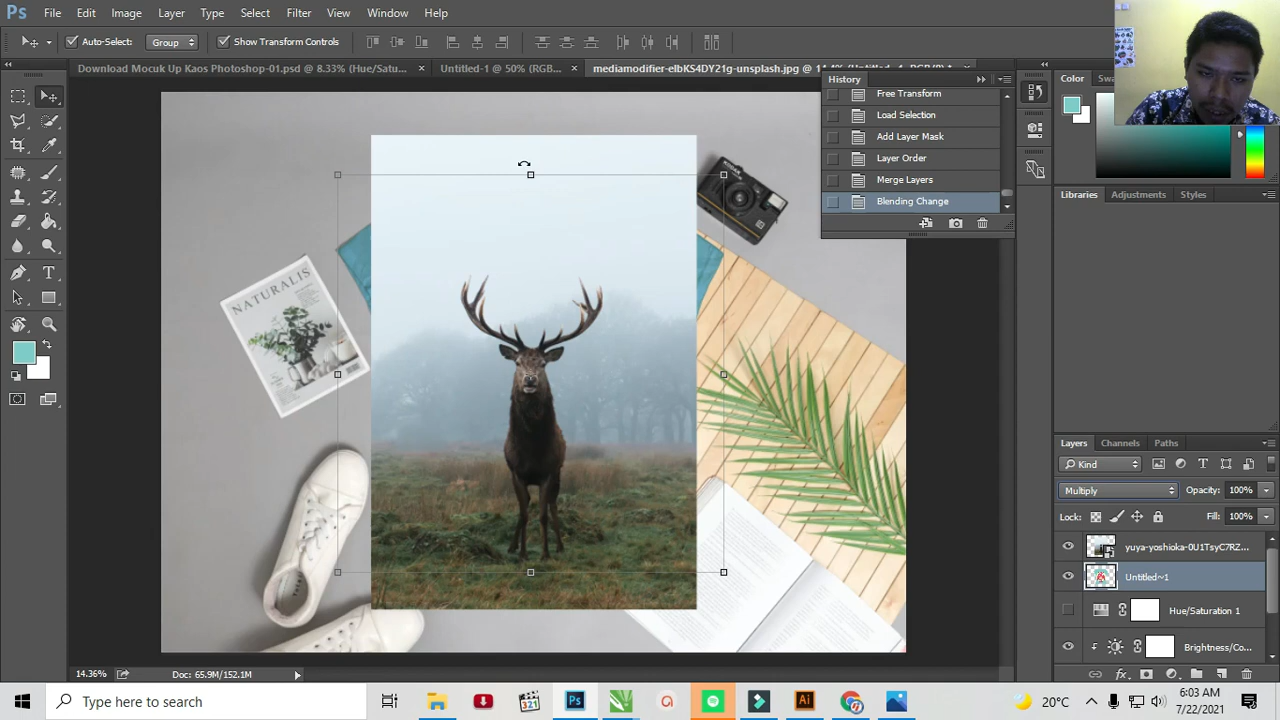 Ps File Edit Image Layer Type Select Filter View Window Help
Auto-Select: Group Show Transform Controls
Download Mocuk Up Kaos Photoshop-01.psd @ 8.33% (Hue/Satu... × Untitled-1 @ 50% (RGB... ×
History
Free Transform
Load Selection
Add Layer Mask
Layer Order
Merge Layers
Blending Change
Color
Libraries Adjustments Styles
NATURALIS
Layers Channels Paths
Kind
Multiply Opacity: 100%
Lock: Fill: 100%
yuya-yoshioka-0U1TsyC7RZ...
Untitled~1
Hue/Saturation 1
Brightness/Co...
14.36% Doc: 65.9M/152.1M
Type here to search
321
Ps
Ai
20°C
6:03 AM
7/22/2021